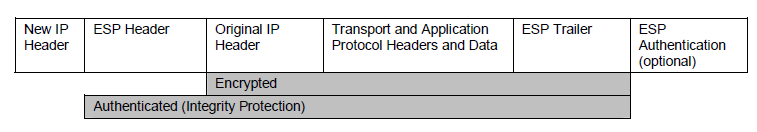 New IP Header
ESP Header
Original IP Header
Transport and Application Protocol Headers and Data
ESP Trailer
ESP Authentication (optional)
Encrypted
Authenticated (Integrity Protection)